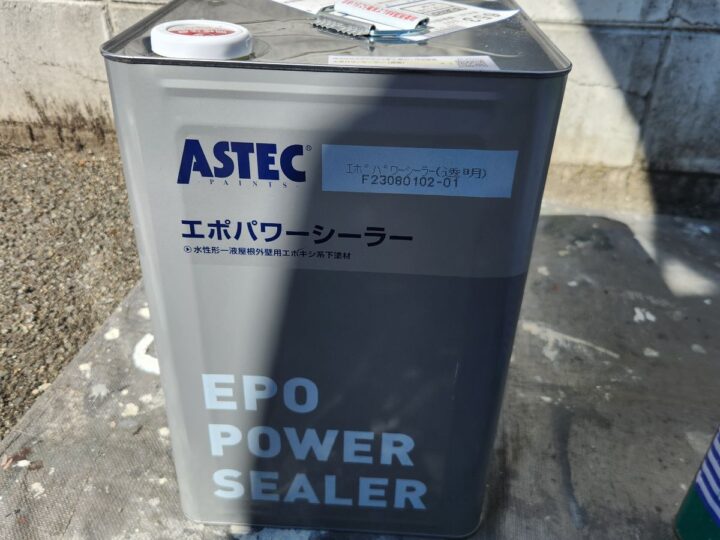 ASTEC®
PAINTS
エポパワーシーラー(透明)
F23080102-01
エポパワーシーラー
水性形一液屋根外壁用エポキシ系下塗材
EPO
POWER
SEALER